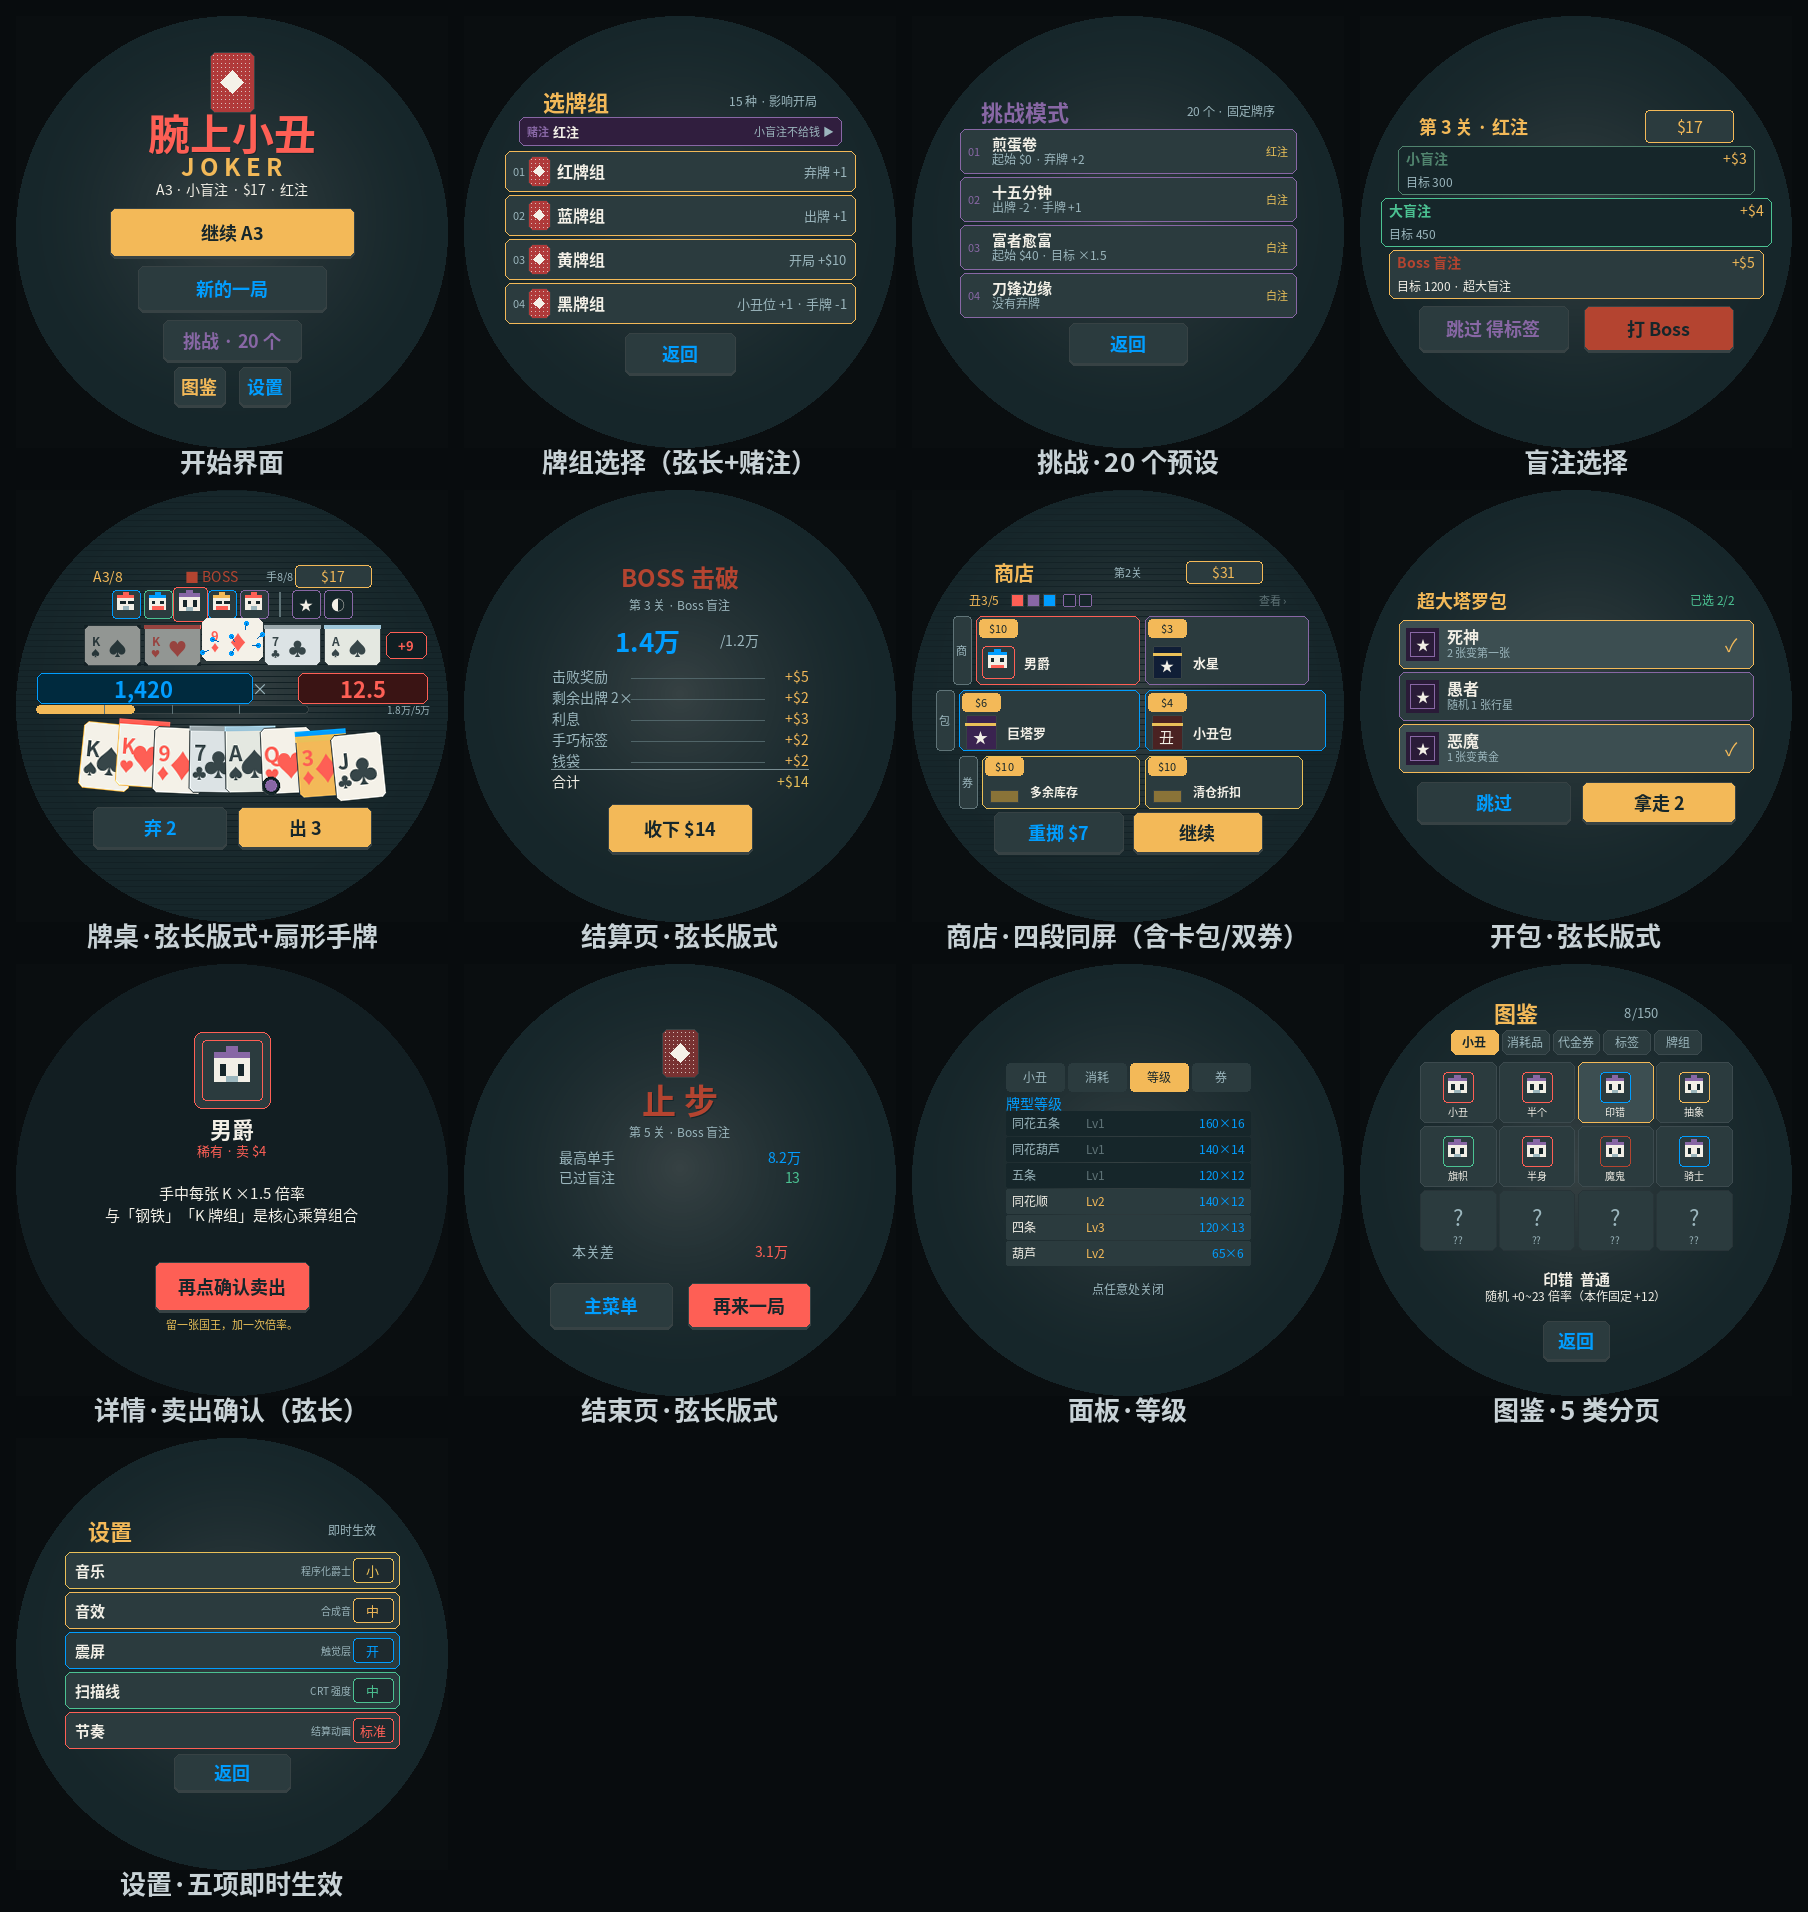 腕上小丑
JOKER
A3 · 小盲注 · $17 · 红注
继续 A3
新的一局
挑战 · 20 个
图鉴 设置
开始界面
选牌组 15 种 · 影响开局
赌注 红注 小盲注不给钱 ▶
01 红牌组 弃牌 +1
02 蓝牌组 出牌 +1
03 黄牌组 开局 +$10
04 黑牌组 小丑位 +1 · 手牌 -1
返回
牌组选择（弦长+赌注）
挑战模式 20 个 · 固定牌序
01 煎蛋卷 红注
起始 $0 · 弃牌 +2
02 十五分钟 白注
出牌 -2 · 手牌 +1
03 富者愈富 白注
起始 $40 · 目标 ×1.5
04 刀锋边缘 白注
没有弃牌
返回
挑战·20 个预设
第 3 关 · 红注 $17
小盲注 +$3
目标 300
大盲注 +$4
目标 450
Boss 盲注 +$5
目标 1200 · 超大盲注
跳过 得标签 打 Boss
盲注选择
A3/8 BOSS 手8/8 $17
K K 9 7 A +9
1,420 × 12.5
1.8万/5万
K K 9 7 A Q 3 J
弃 2 出 3
牌桌·弦长版式+扇形手牌
BOSS 击破
第 3 关 · Boss 盲注
1.4万 /1.2万
击败奖励 +$5
剩余出牌 2× +$2
利息 +$3
手巧标签 +$2
钱袋 +$2
合计 +$14
收下 $14
结算页·弦长版式
商店 第2关 $31
丑3/5 查看 ›
商 $10 男爵 $3 水星
包 $6 巨塔罗 $4 丑 小丑包
券 $10 多余库存 $10 清仓折扣
重掷 $7 继续
商店·四段同屏（含卡包/双券）
超大塔罗包 已选 2/2
死神 ✓
2 张变第一张
愚者
随机 1 张行星
恶魔 ✓
1 张变黄金
跳过 拿走 2
开包·弦长版式
男爵
稀有 · 卖 $4
手中每张 K ×1.5 倍率
与「钢铁」「K 牌组」是核心乘算组合
再点确认卖出
留一张国王，加一次倍率。
详情·卖出确认（弦长）
止 步
第 5 关 · Boss 盲注
最高单手 8.2万
已过盲注 13
本关差 3.1万
主菜单 再来一局
结束页·弦长版式
小丑 消耗 等级 券
牌型等级
同花五条 Lv1 160×16
同花葫芦 Lv1 140×14
五条 Lv1 120×12
同花顺 Lv2 140×12
四条 Lv3 120×13
葫芦 Lv2 65×6
点任意处关闭
面板·等级
图鉴 8/150
小丑 消耗品 代金券 标签 牌组
小丑 半个 印错 抽象
旗帜 半身 魔鬼 骑士
? ? ? ?
?? ?? ?? ??
印错 普通
随机 +0~23 倍率（本作固定 +12）
返回
图鉴·5 类分页
设置 即时生效
音乐 程序化爵士 小
音效 合成音 中
震屏 触觉层 开
扫描线 CRT 强度 中
节奏 结算动画 标准
返回
设置·五项即时生效